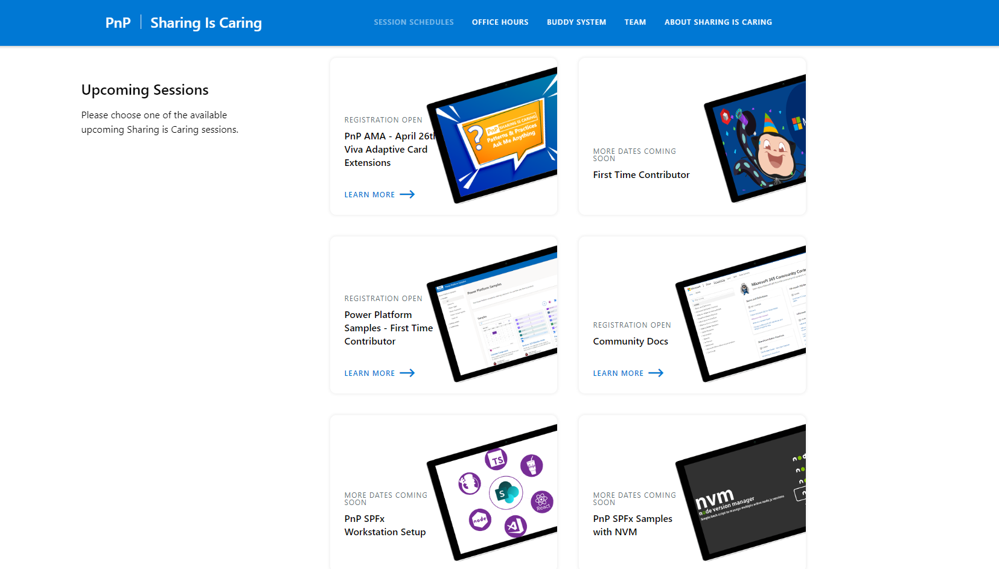 PnP | Sharing Is Caring
SESSION SCHEDULES
OFFICE HOURS
BUDDY SYSTEM
TEAM
ABOUT SHARING IS CARING
Upcoming Sessions
Please choose one of the available
upcoming Sharing is Caring sessions.
REGISTRATION OPEN
PnP AMA - April 26th
Viva Adaptive Card
Extensions
LEARN MORE
?
PnP SHARING IS CARING
Patterns & Practices
Ask Me Anything
MORE DATES COMING
SOON
First Time Contributor
REGISTRATION OPEN
Power Platform
Samples - First Time
Contributor
LEARN MORE
Power Platform Samples
Samples
REGISTRATION OPEN
Community Docs
LEARN MORE
Microsoft
Microsoft 365 Community
MORE DATES COMING
SOON
PnP SPFx
Workstation Setup
TS
Gulp
S
React
node
MORE DATES COMING
SOON
PnP SPFx Samples
with NVM
nvm
node version manager
Simple bash script to manage multiple active node.js versions